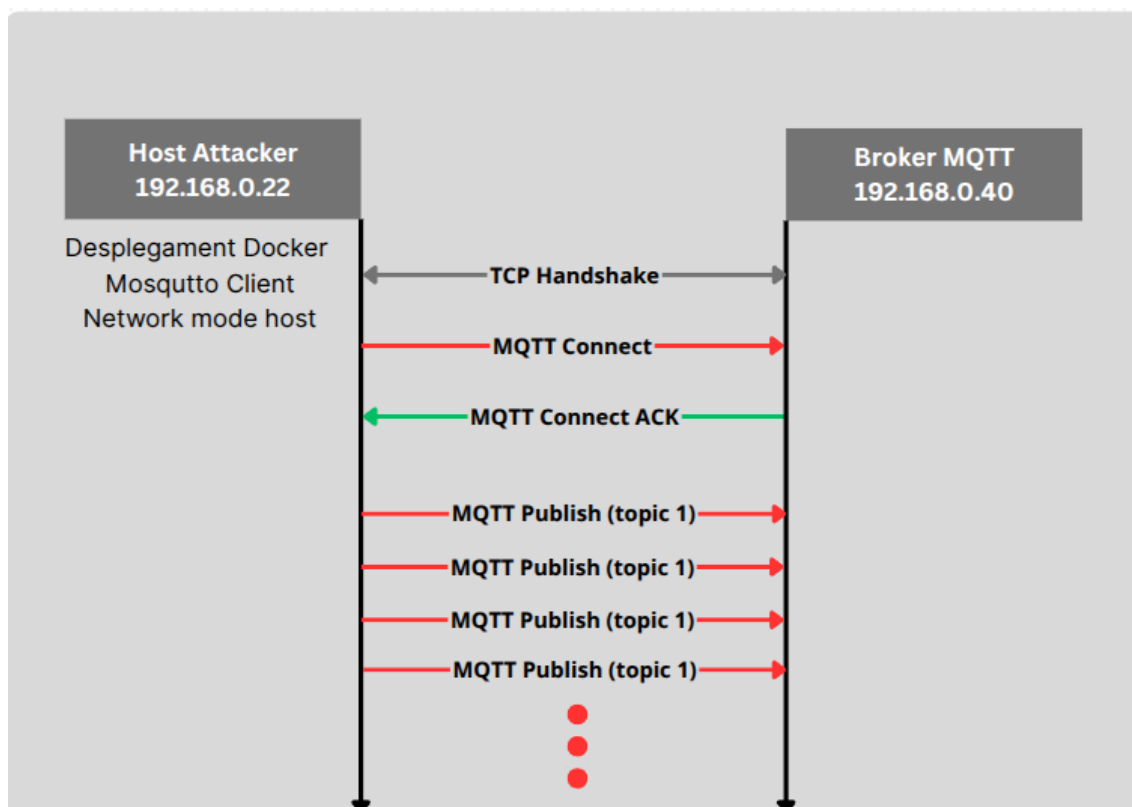 Host Attacker
192.168.0.22
Broker MQTT
192.168.0.40
Desplegament Docker
Mosqutto Client
Network mode host
TCP Handshake
MQTT Connect
MQTT Connect ACK
MQTT Publish (topic 1)
MQTT Publish (topic 1)
MQTT Publish (topic 1)
MQTT Publish (topic 1)